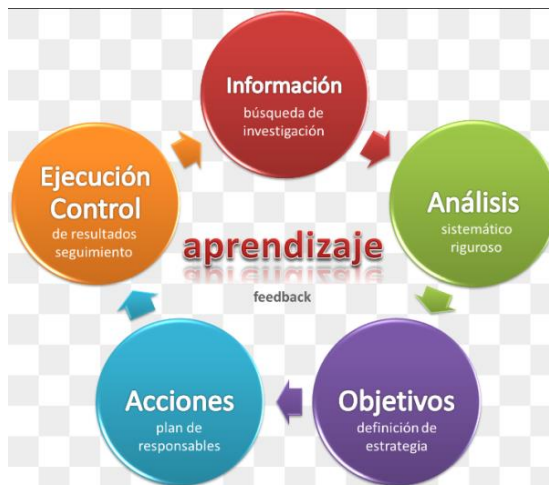 Información
búsqueda de
investigación
Análisis
sistemático
riguroso
Objetivos
definición de
estrategia
Acciones
plan de
responsables
Ejecución
Control
de resultados
seguimiento
aprendizaje
feedback